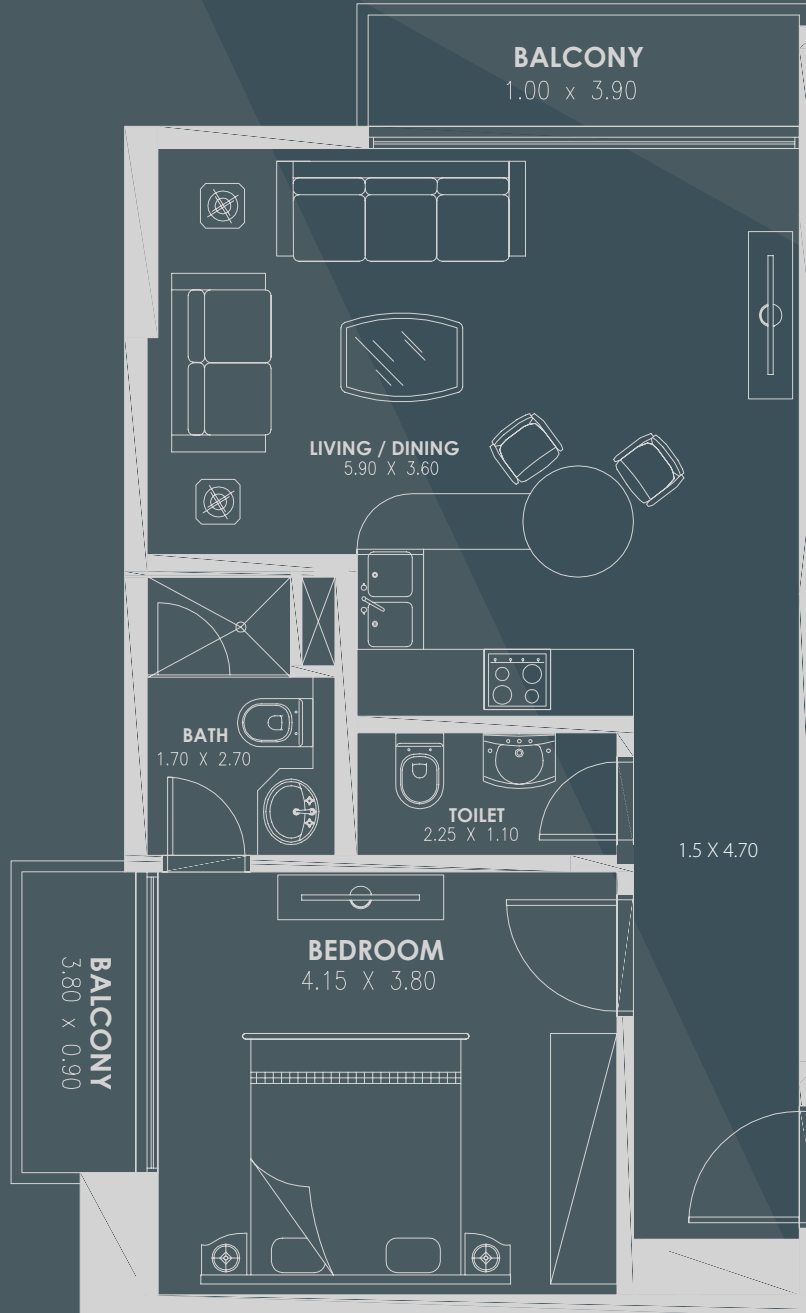 BALCONY
1.00 x 3.90
LIVING / DINING
5.90 X 3.60
BATH
1.70 X 2.70
TOILET
2.25 X 1.10
1.5 X 4.70
BEDROOM
4.15 X 3.80
BALCONY
3.80 x 0.90